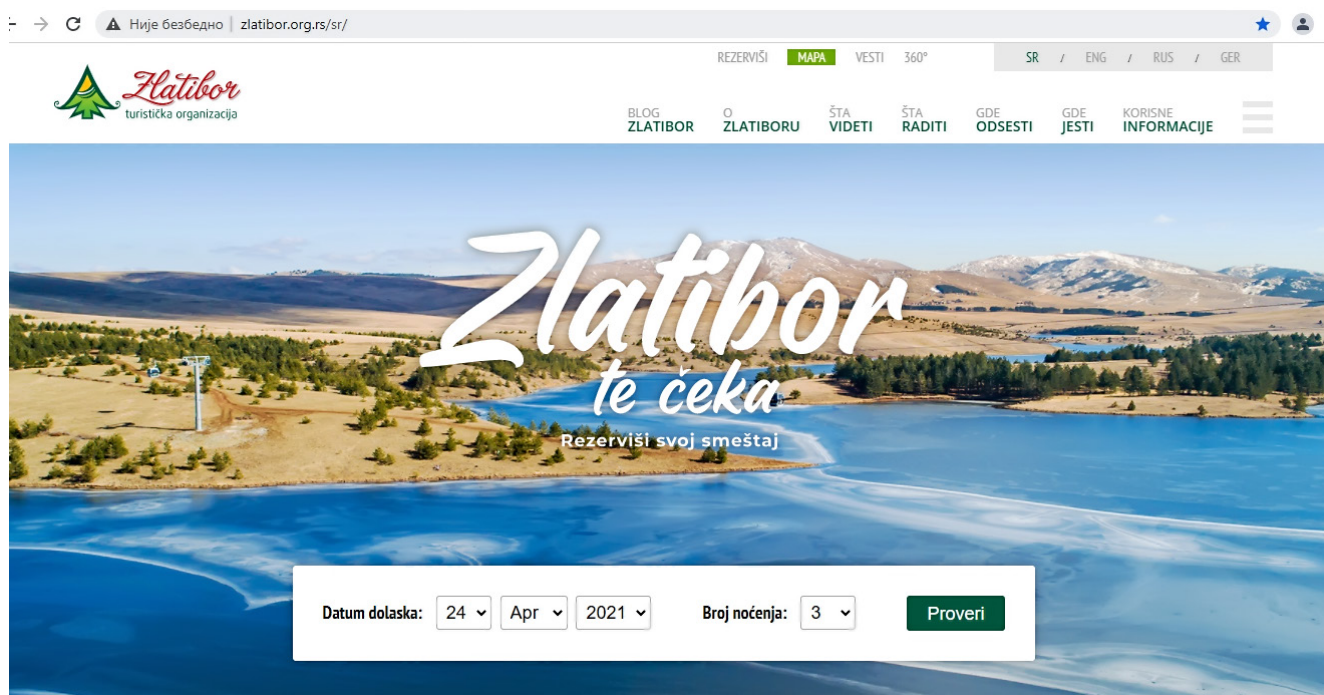 Није безбедно | zlatibor.org.rs/sr/
REZERVIŠI MAPA VESTI 360° SR / ENG / RUS / GER
Zlatibor
turistička organizacija
BLOG ZLATIBOR
O ZLATIBORU
ŠTA VIDETI
ŠTA RADITI
GDE ODSESTI
GDE JESTI
KORISNE INFORMACIJE
Zlatibor
te čeka
Rezerviši svoj smeštaj
Datum dolaska: 24 Apr 2021 Broj noćenja: 3 Proveri